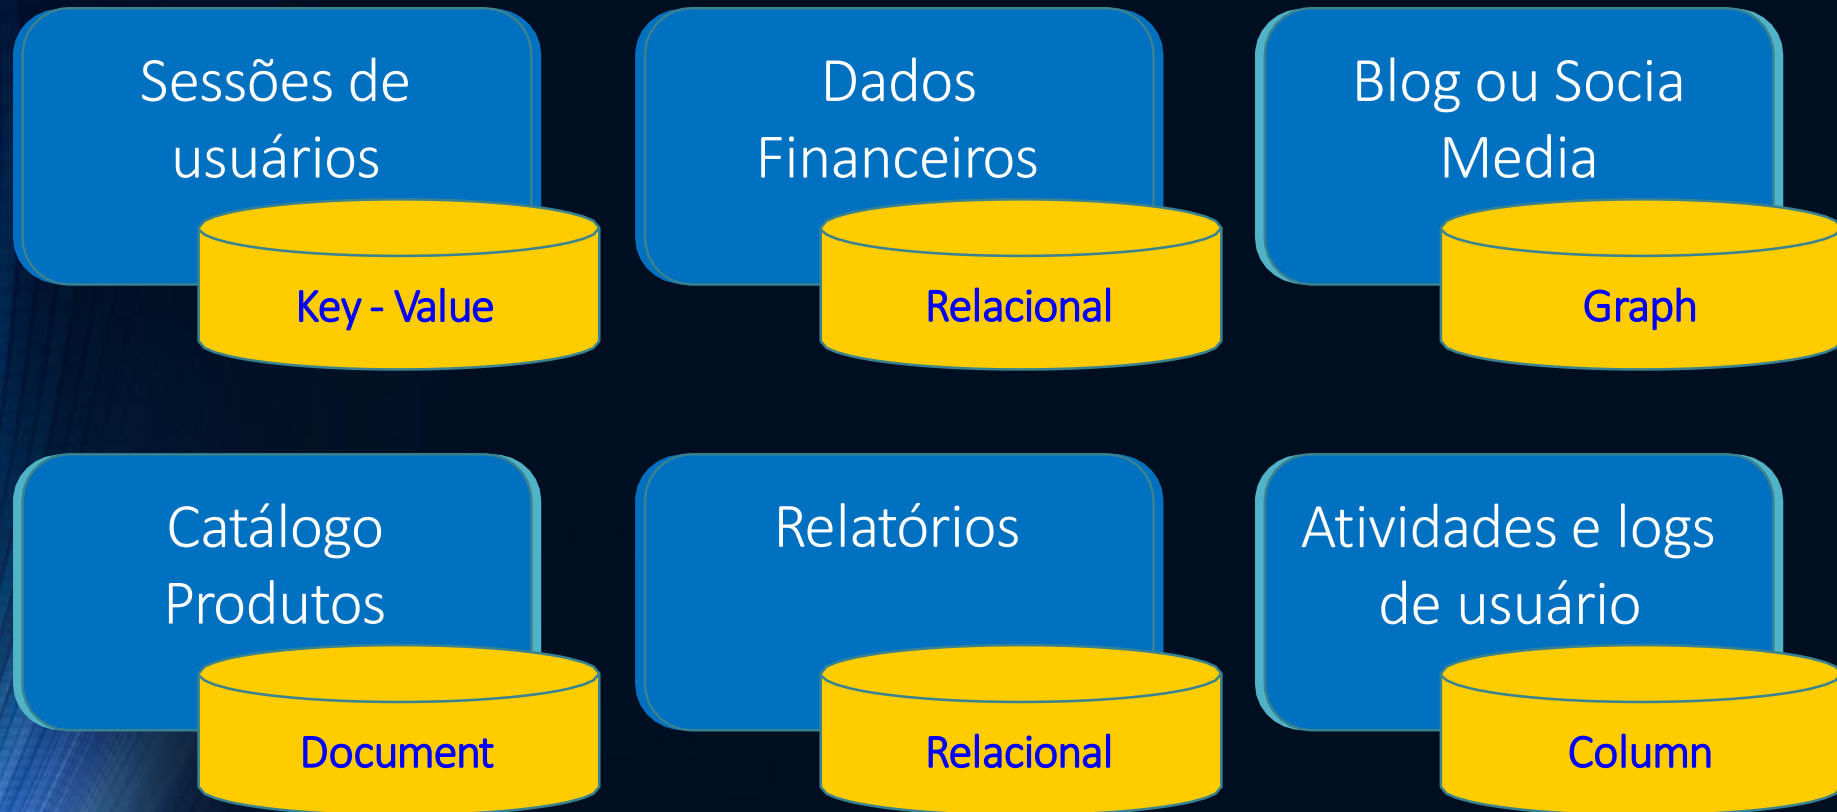 Sessões de
usuários
Key - Value
Dados
Financeiros
Relacional
Blog ou Socia
Media
Graph
Catálogo
Produtos
Document
Relatórios
Relacional
Atividades e logs
de usuário
Column